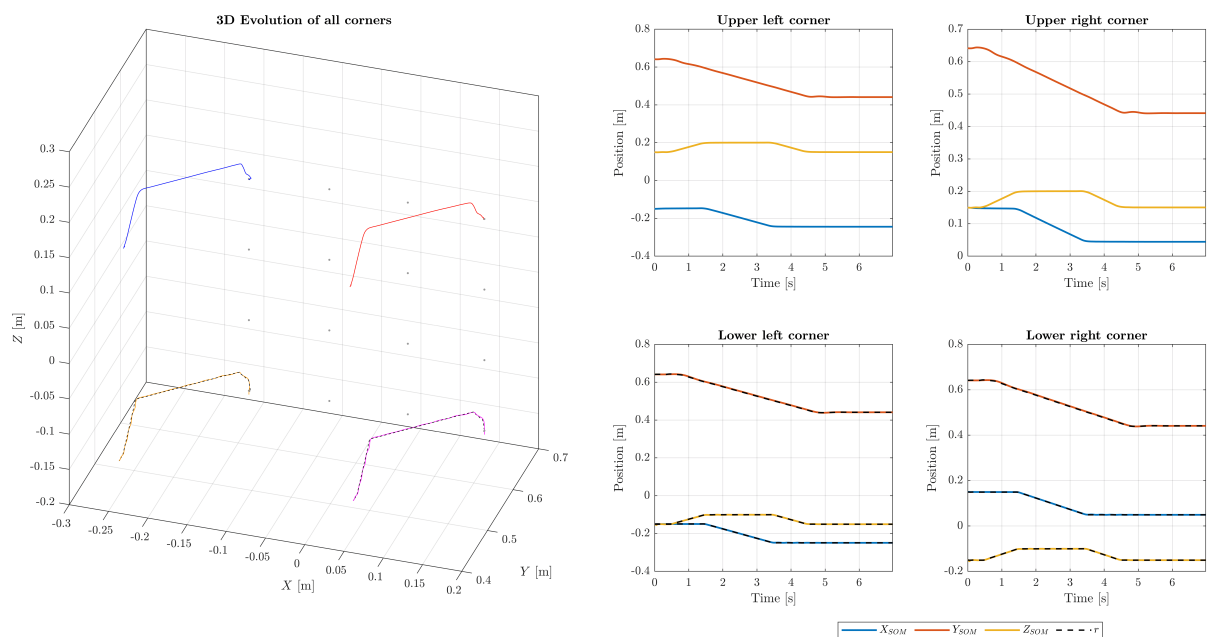 3D Evolution of all corners
0.3
0.25
0.2
0.15
0.1
0.05
0
-0.05
-0.1
-0.15
-0.2
Z [m]
-0.3
-0.25
-0.2
-0.15
-0.1
-0.05
0
0.05
0.1
0.15
0.2
X [m]
0.4
0.5
0.6
0.7
Y [m]
Upper left corner
0.8
0.6
0.4
0.2
0
-0.2
-0.4
Position [m]
0 1 2 3 4 5 6
Time [s]
Upper right corner
0.7
0.6
0.5
0.4
0.3
0.2
0.1
0
Position [m]
0 1 2 3 4 5 6
Time [s]
Lower left corner
0.8
0.6
0.4
0.2
0
-0.2
-0.4
Position [m]
0 1 2 3 4 5 6
Time [s]
Lower right corner
0.8
0.6
0.4
0.2
0
-0.2
Position [m]
0 1 2 3 4 5 6
Time [s]
X_SOM Y_SOM Z_SOM r